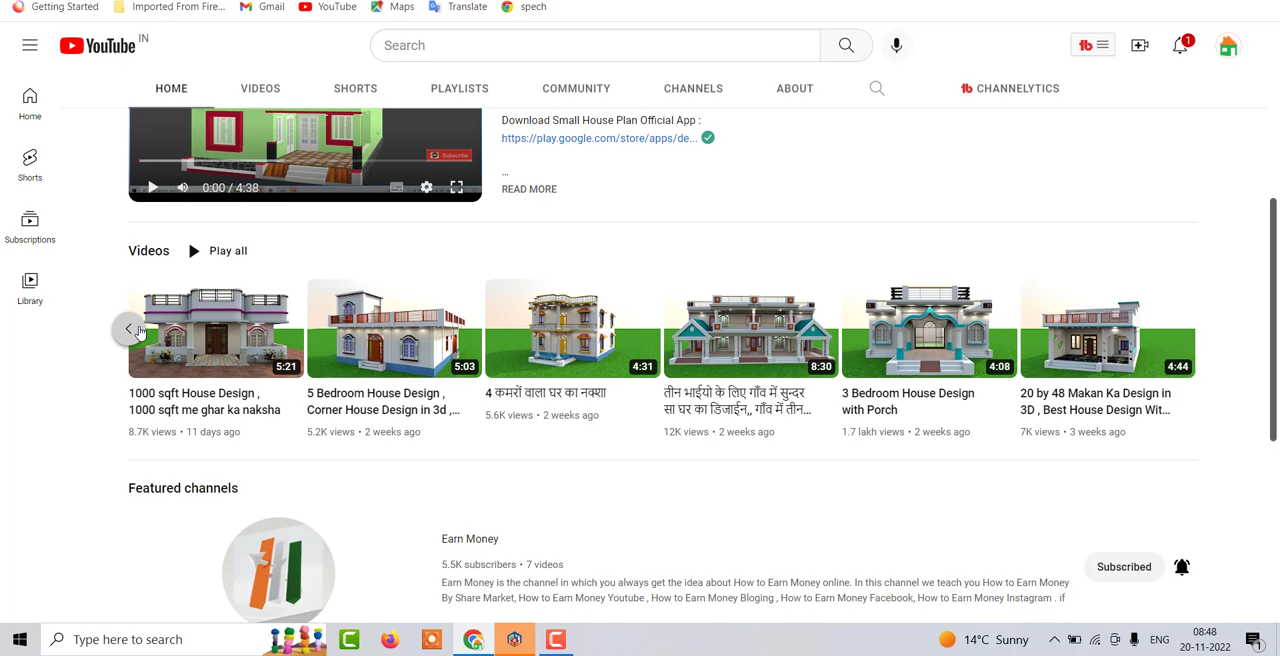 Getting Started Imported From Fire... Gmail YouTube Maps Translate spech
YouTube IN
Search
1
HOME VIDEOS SHORTS PLAYLISTS COMMUNITY CHANNELS ABOUT CHANNELYTICS
Home
Shorts
Subscriptions
Library
Subscribe
0:00 / 4:38
Download Small House Plan Official App :
https://play.google.com/store/apps/de...
...
READ MORE
Videos Play all
5:21 5:03 4:31 8:30 4:08 4:44
1000 sqft House Design ,
1000 sqft me ghar ka naksha
8.7K views • 11 days ago
5 Bedroom House Design ,
Corner House Design in 3d ,...
5.2K views • 2 weeks ago
4 कमरों वाला घर का नक्शा
5.6K views • 2 weeks ago
तीन भाईयो के लिए गाँव में सुन्दर
सा घर का डिजाईन,, गाँव में तीन...
12K views • 2 weeks ago
3 Bedroom House Design
with Porch
1.7 lakh views • 2 weeks ago
20 by 48 Makan Ka Design in
3D , Best House Design Wit...
7K views • 3 weeks ago
Featured channels
Earn Money
5.5K subscribers • 7 videos
Earn Money is the channel in which you always get the idea about How to Earn Money online. In this channel we teach you How to Earn Money
By Share Market, How to Earn Money Youtube , How to Earn Money Bloging , How to Earn Money Facebook, How to Earn Money Instagram . if
Subscribed
Type here to search
14°C Sunny
ENG
08:48
20-11-2022
1